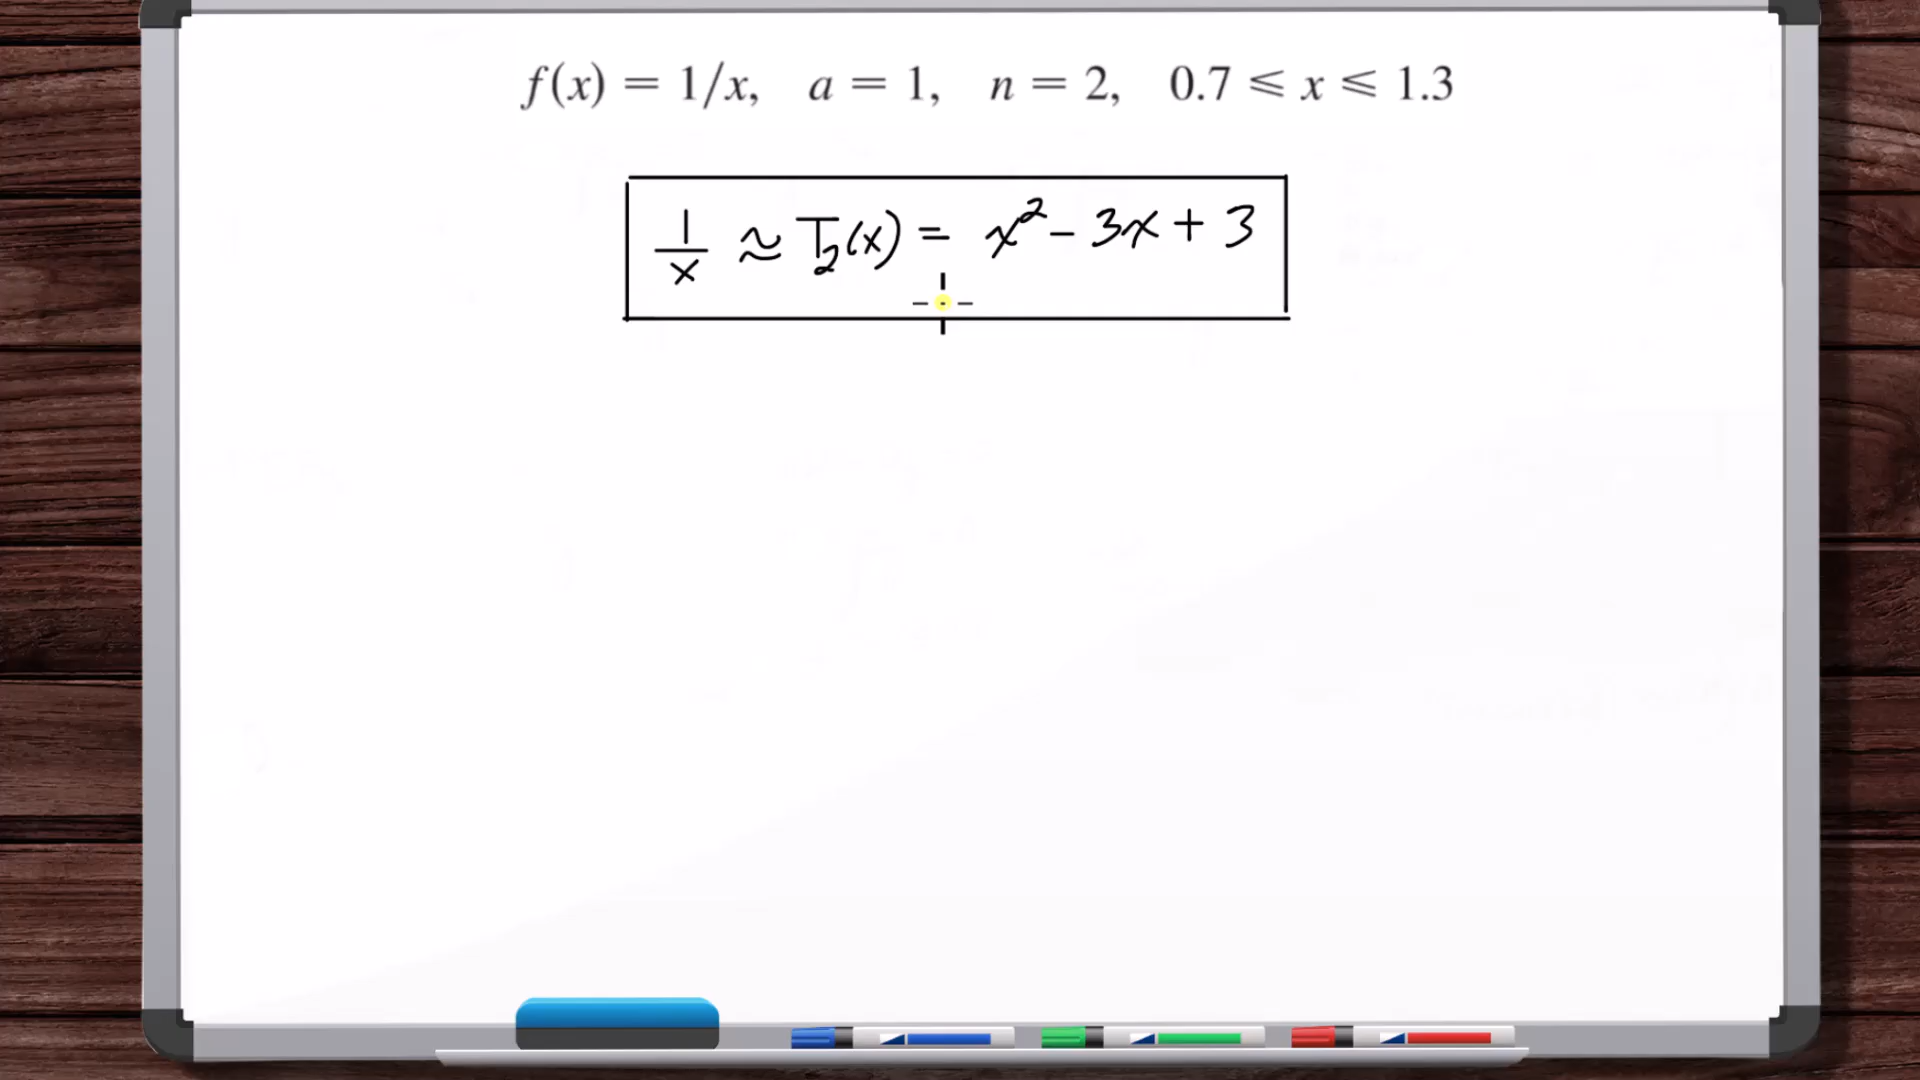 f(x) = 1/x, a = 1, n = 2, 0.7 ⩽ x ⩽ 1.3
1/x ≈ T₂(x) = x² - 3x + 3